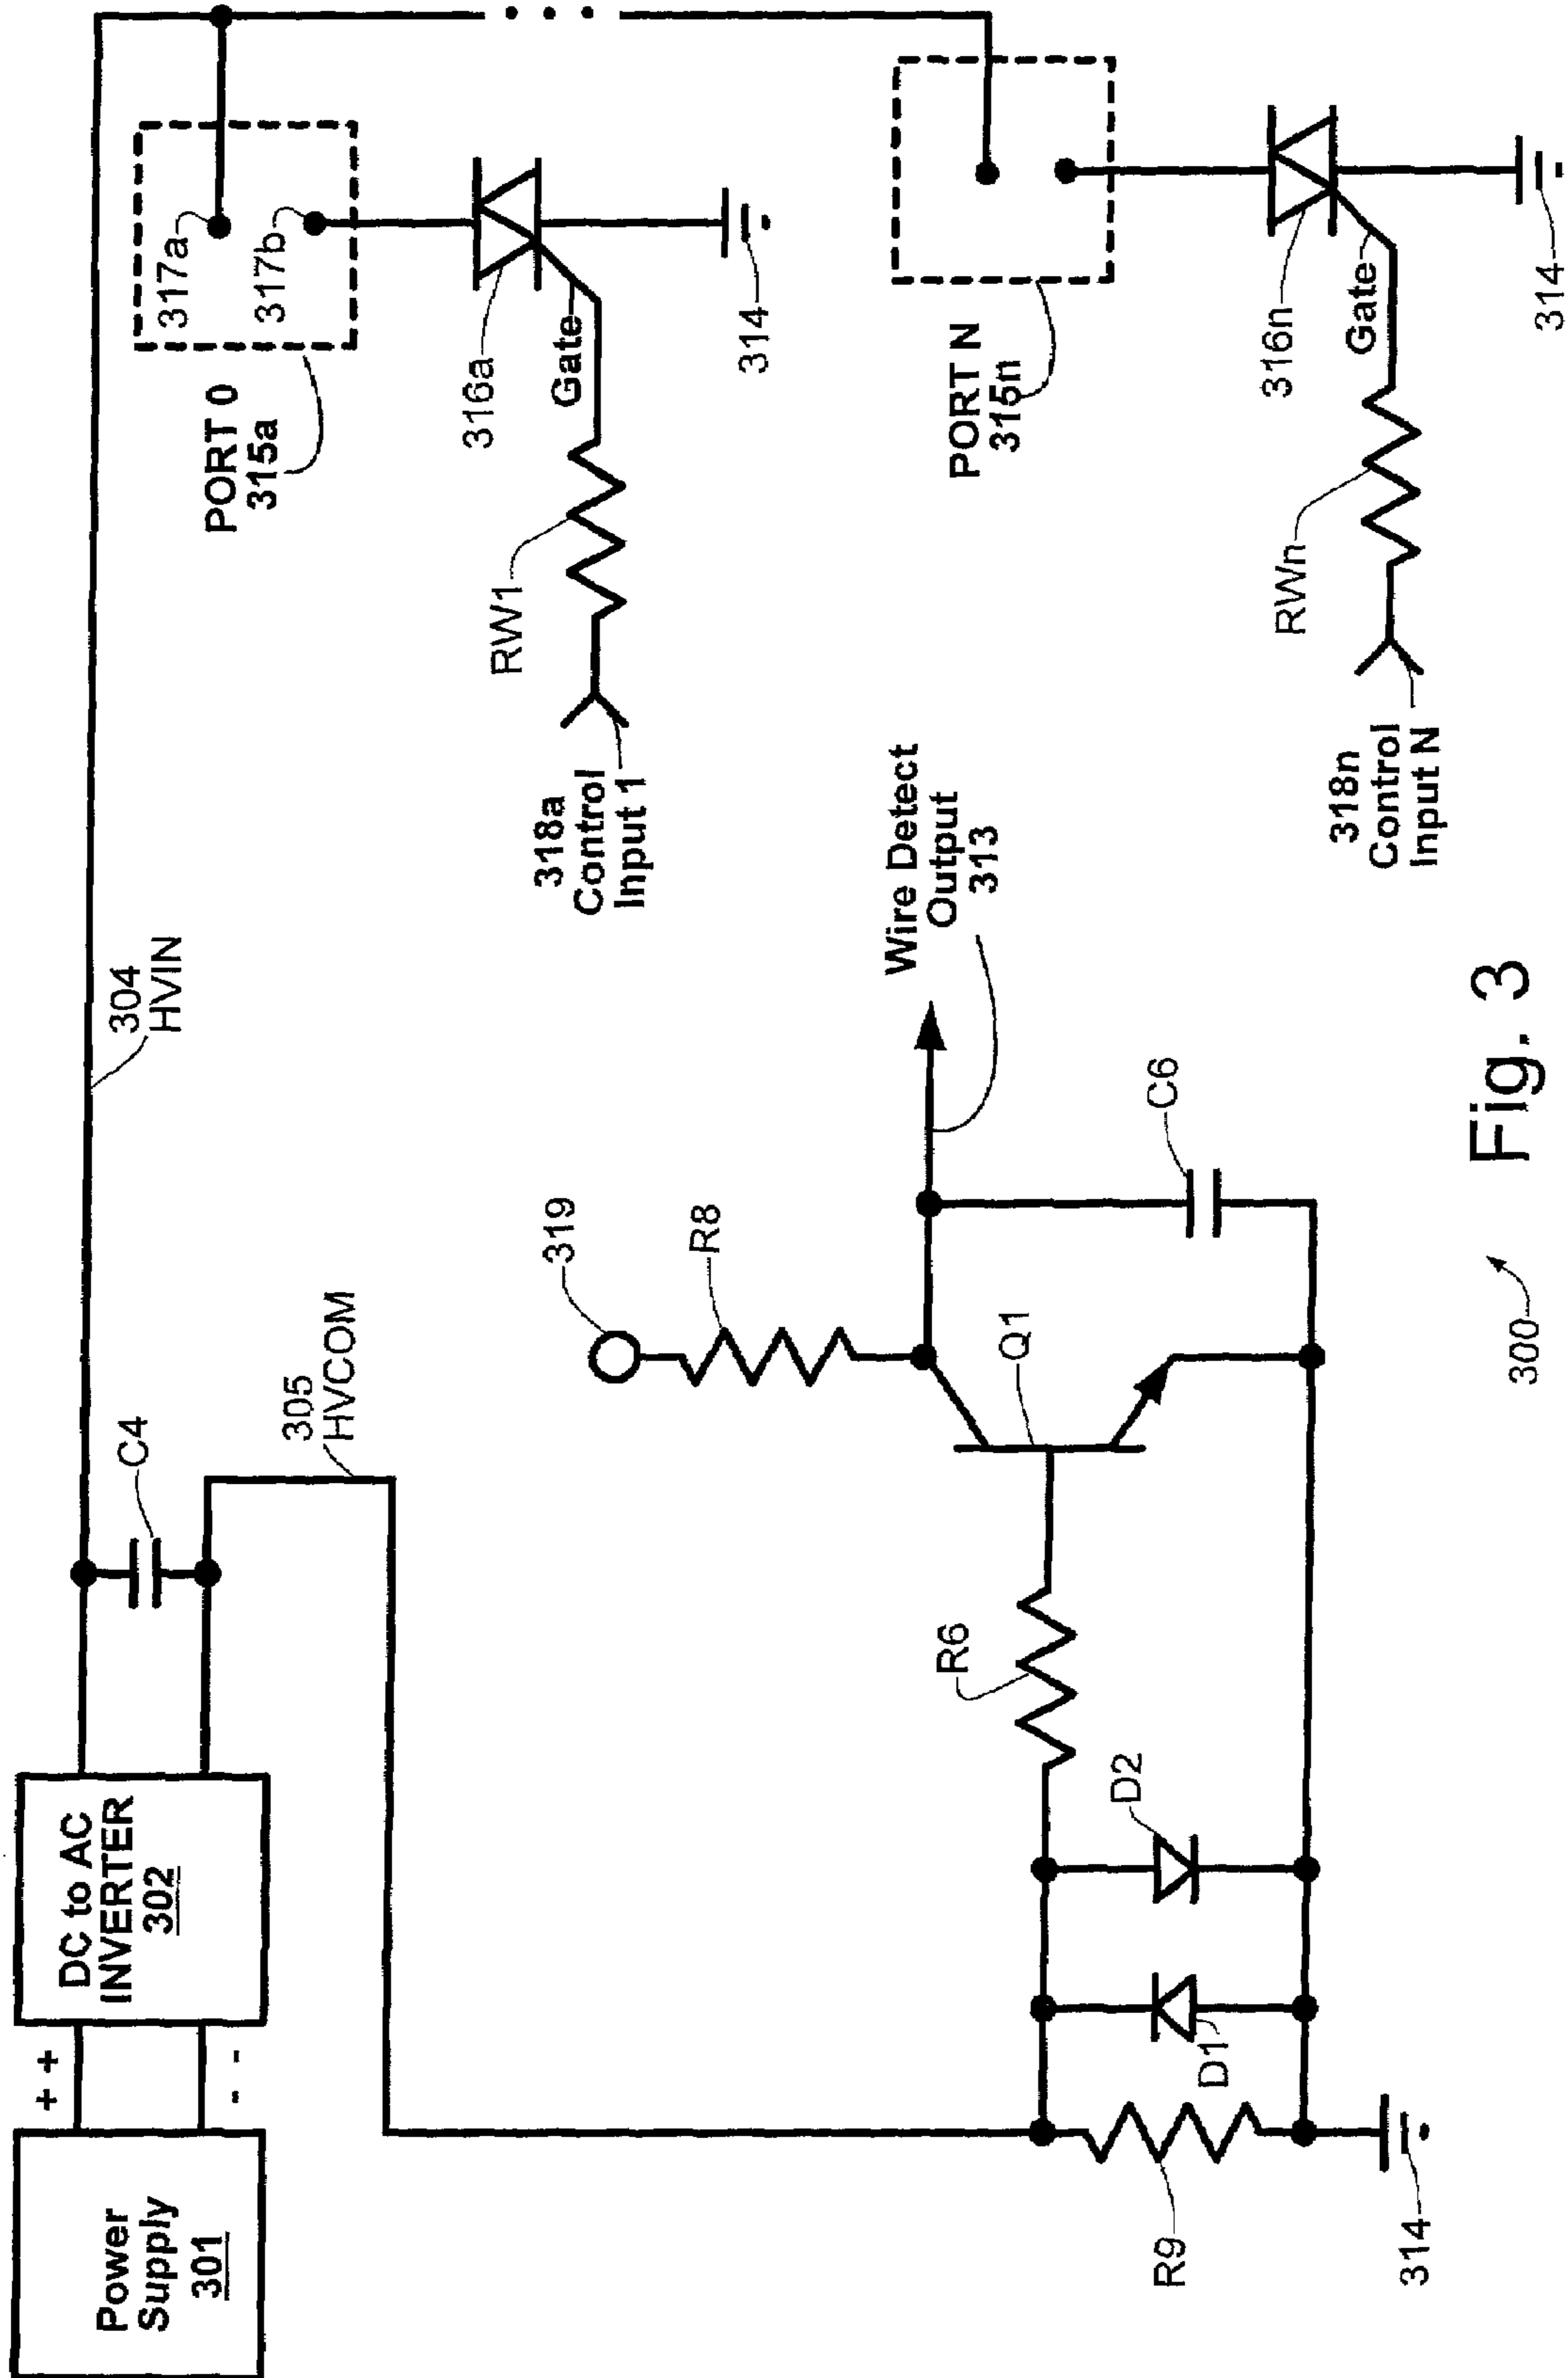 Power
Supply
301
+ +
- -
DC to AC
INVERTER
302
C4
305
HVCOM
304
HVIN
317a
317b
PORT 0
315a
316a
Gate
RW1
318a
Control
Input 1
314
PORT N
315n
316n
Gate
RWn
318n
Control
Input N
314
319
R8
Wire Detect
Output
313
Q1
C6
R6
D2
D1
R9
314
300
Fig. 3